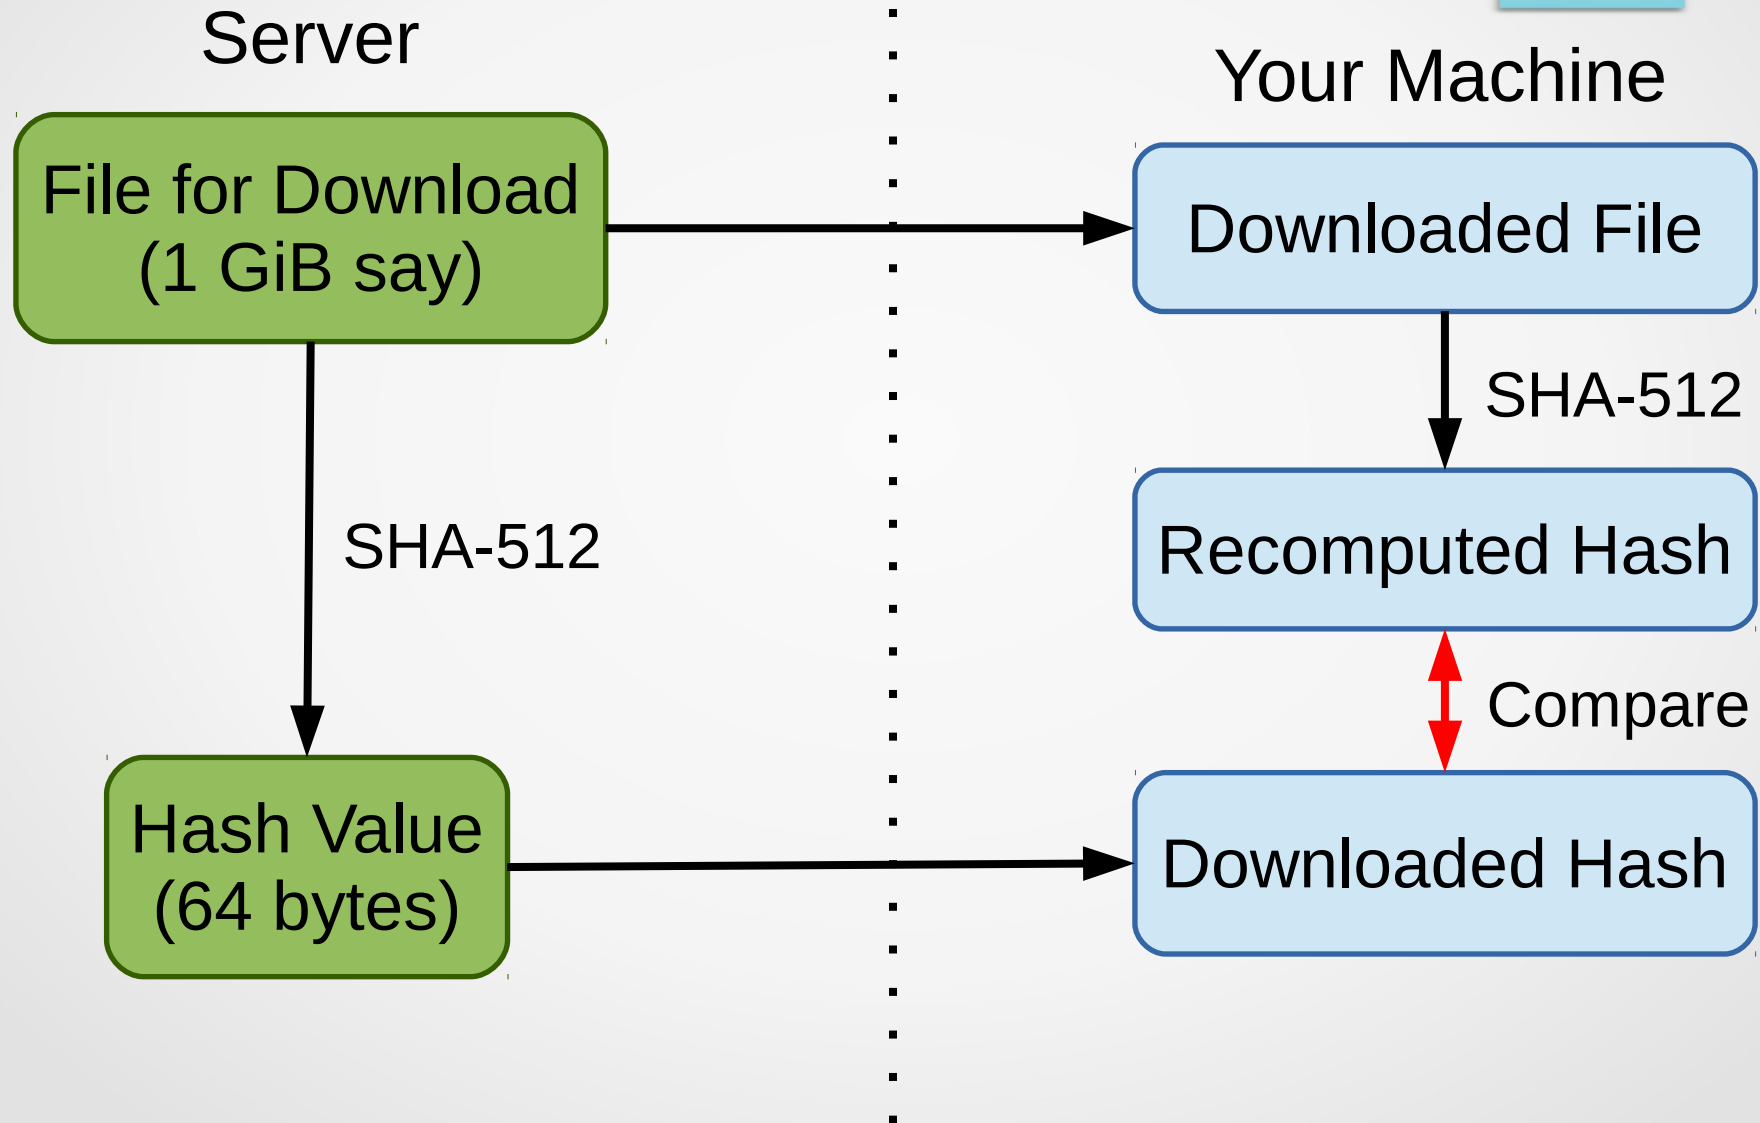 Server
Your Machine
File for Download
(1 GiB say)
Downloaded File
SHA-512
SHA-512
Recomputed Hash
Compare
Hash Value
(64 bytes)
Downloaded Hash